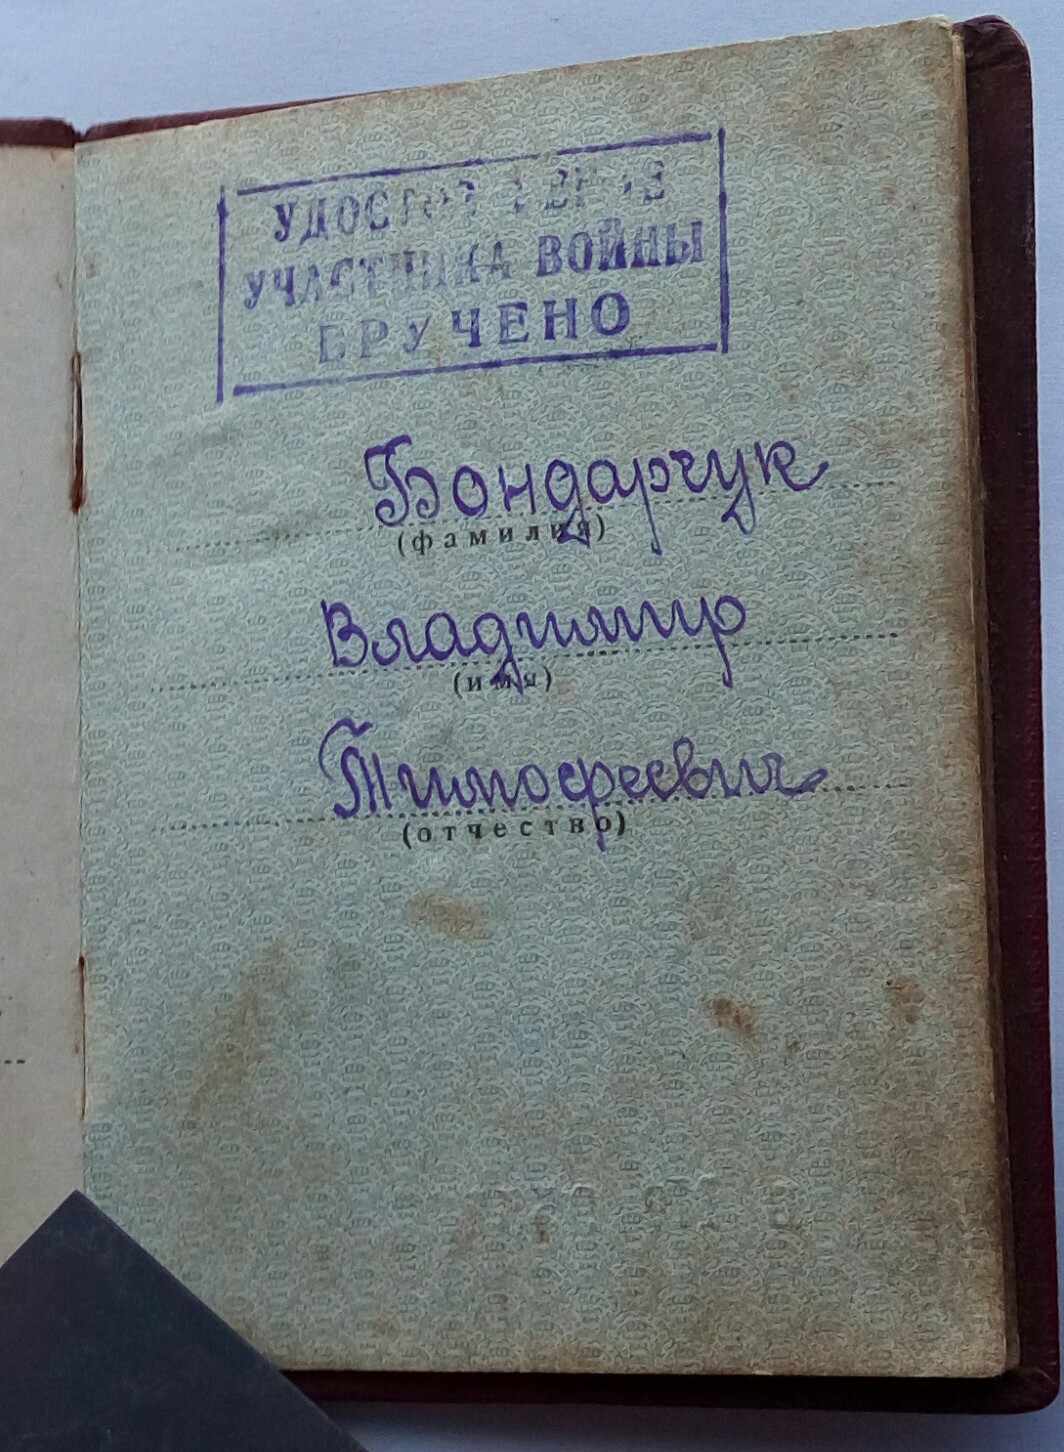 УДОСТОВЕРЕНИЕ
УЧАСТНИКА ВОЙНЫ
ВРУЧЕНО
Бондарчук
(фамилия)
Владимир
(имя)
Тимофеевич
(отчество)